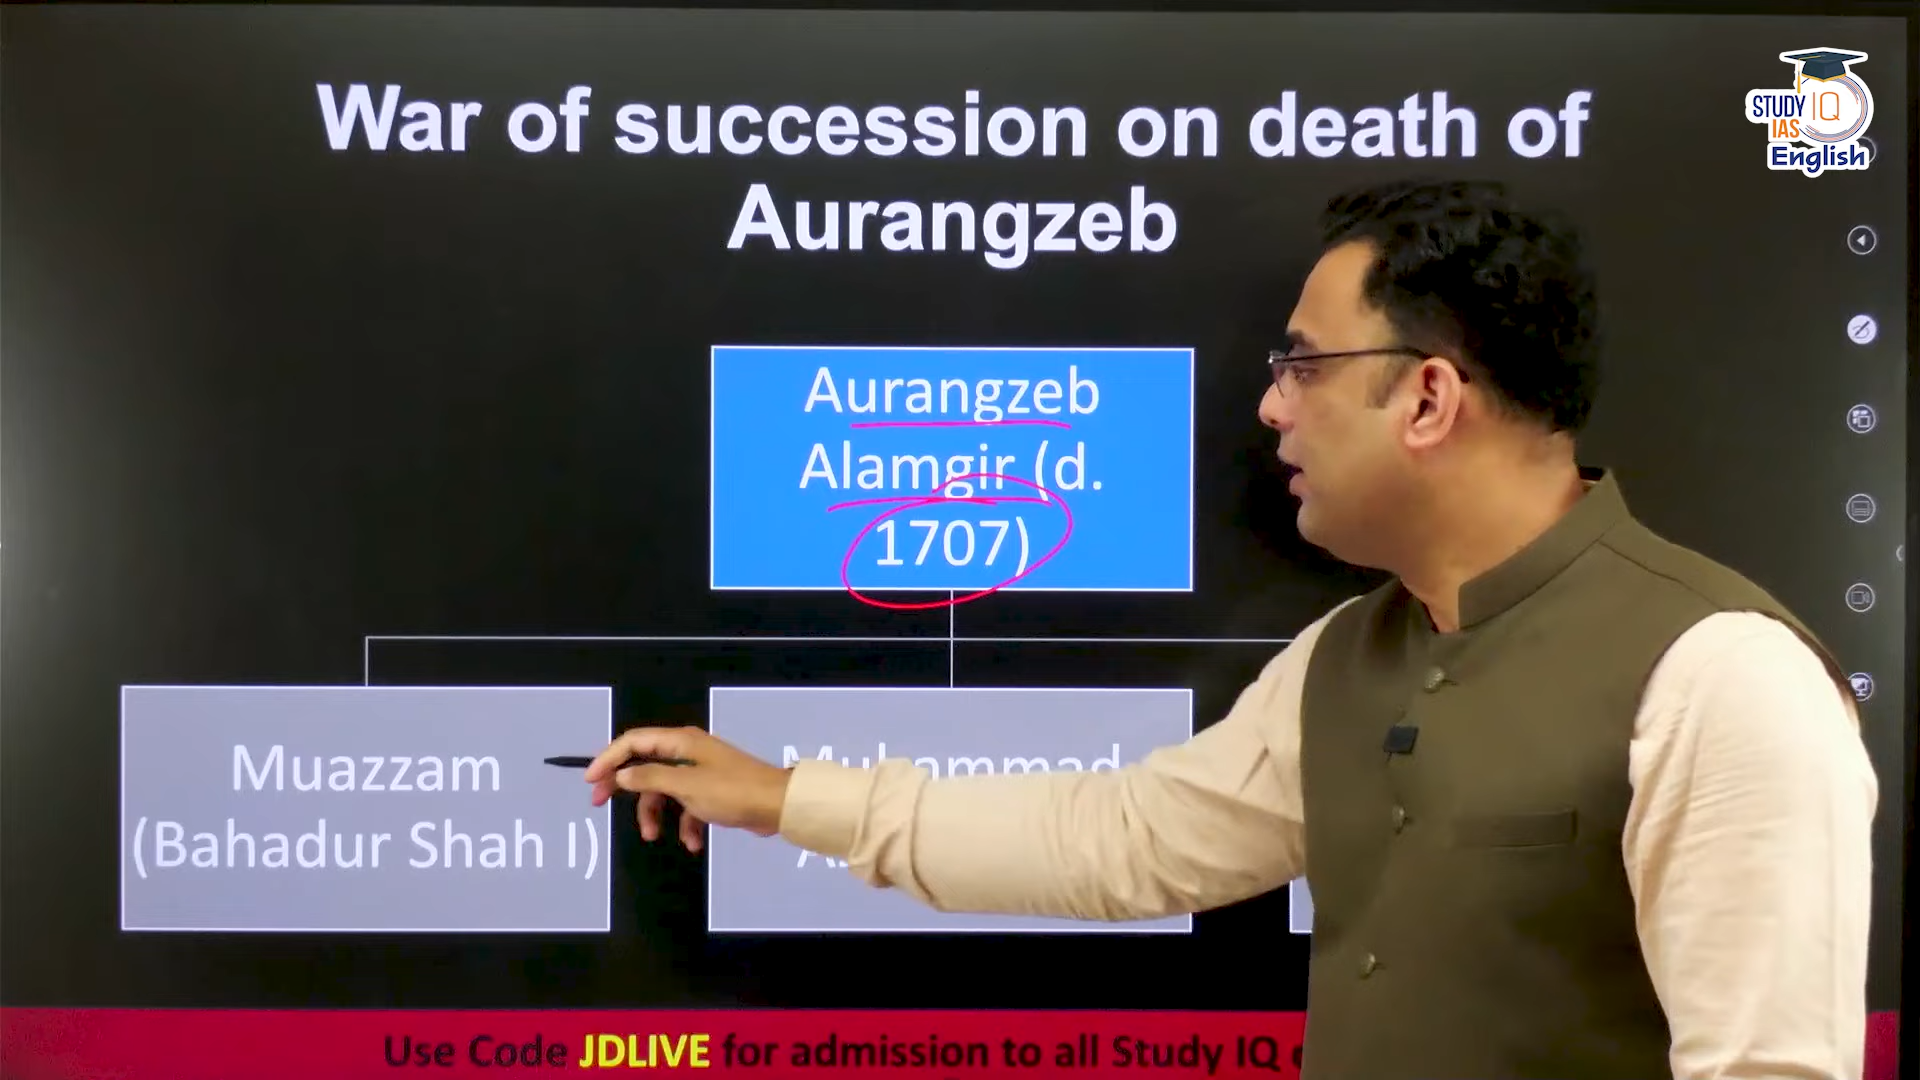 War of succession on death of
Aurangzeb
STUDY IQ
IAS
English
Aurangzeb
Alamgir (d.
1707)
Muazzam
(Bahadur Shah I)
Muhammad
Use Code JDLIVE for admission to all Study IQ